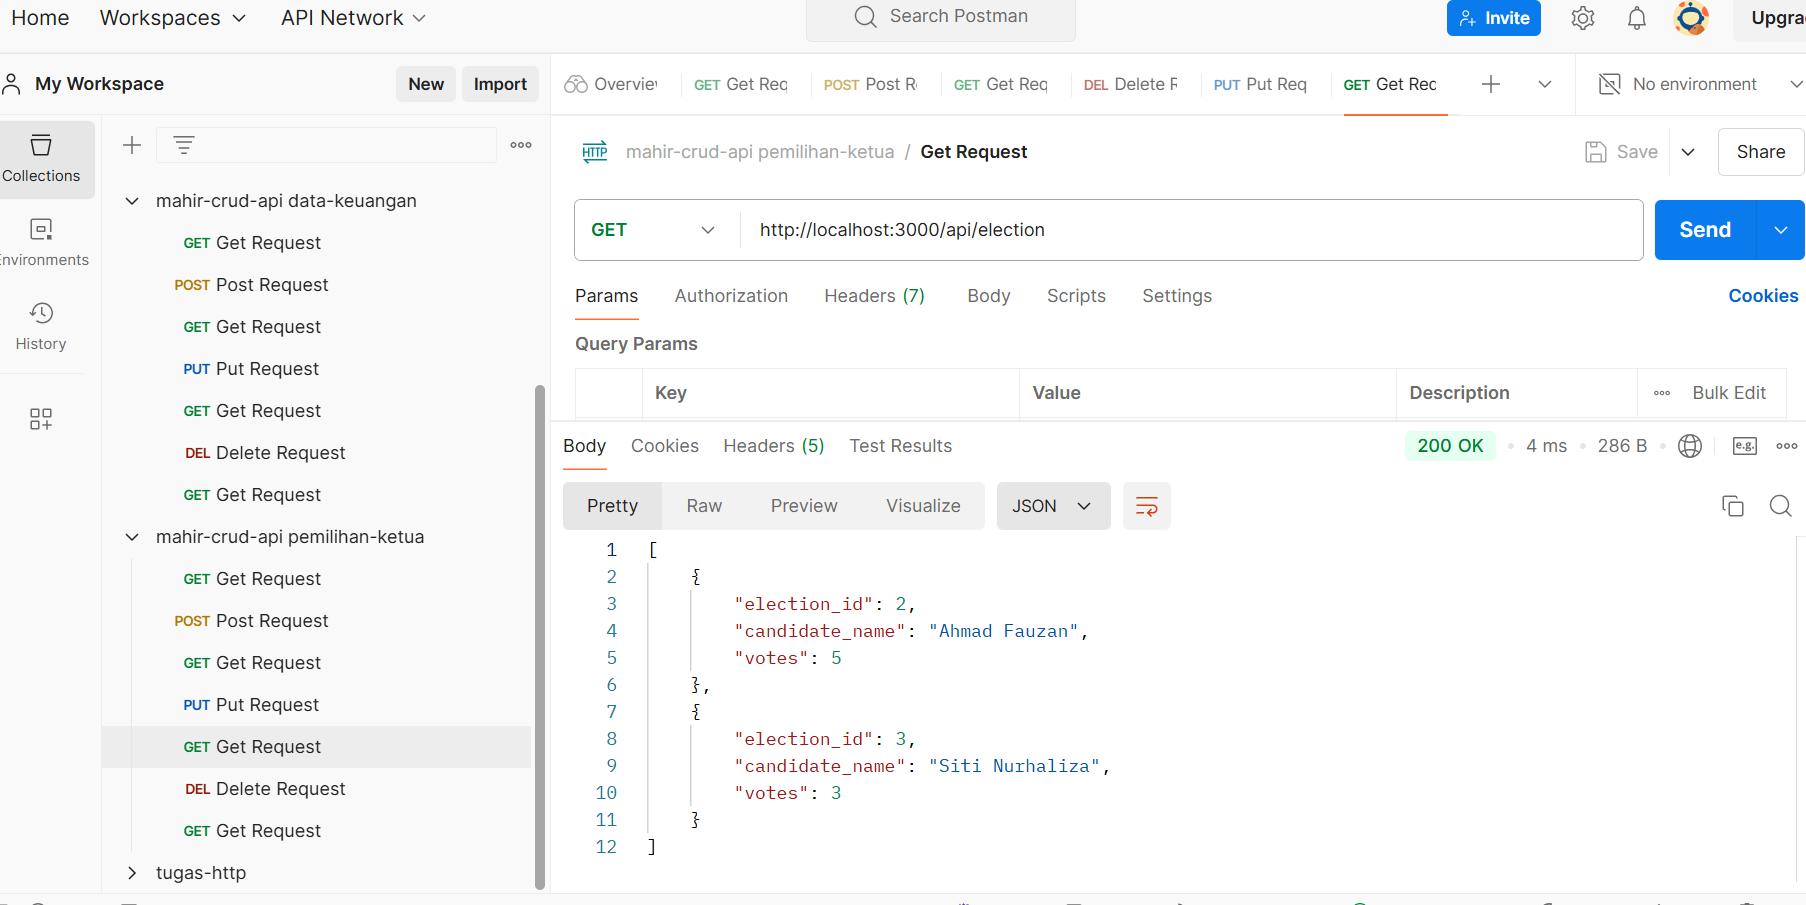 Home Workspaces API Network Search Postman Invite Upgra
My Workspace New Import Overvie GET Get Req POST Post R GET Get Req DEL Delete R PUT Put Req GET Get Rec No environment
Collections
nvironments
History
mahir-crud-api data-keuangan
GET Get Request
POST Post Request
GET Get Request
PUT Put Request
GET Get Request
DEL Delete Request
GET Get Request
mahir-crud-api pemilihan-ketua
GET Get Request
POST Post Request
GET Get Request
PUT Put Request
GET Get Request
DEL Delete Request
GET Get Request
tugas-http
HTTP mahir-crud-api pemilihan-ketua / Get Request Save Share
GET http://localhost:3000/api/election Send
Params Authorization Headers (7) Body Scripts Settings Cookies
Query Params
Key Value Description Bulk Edit
Body Cookies Headers (5) Test Results 200 OK 4 ms 286 B e.g.
Pretty Raw Preview Visualize JSON
1 [
2 {
3 "election_id": 2,
4 "candidate_name": "Ahmad Fauzan",
5 "votes": 5
6 },
7 {
8 "election_id": 3,
9 "candidate_name": "Siti Nurhaliza",
10 "votes": 3
11 }
12 ]